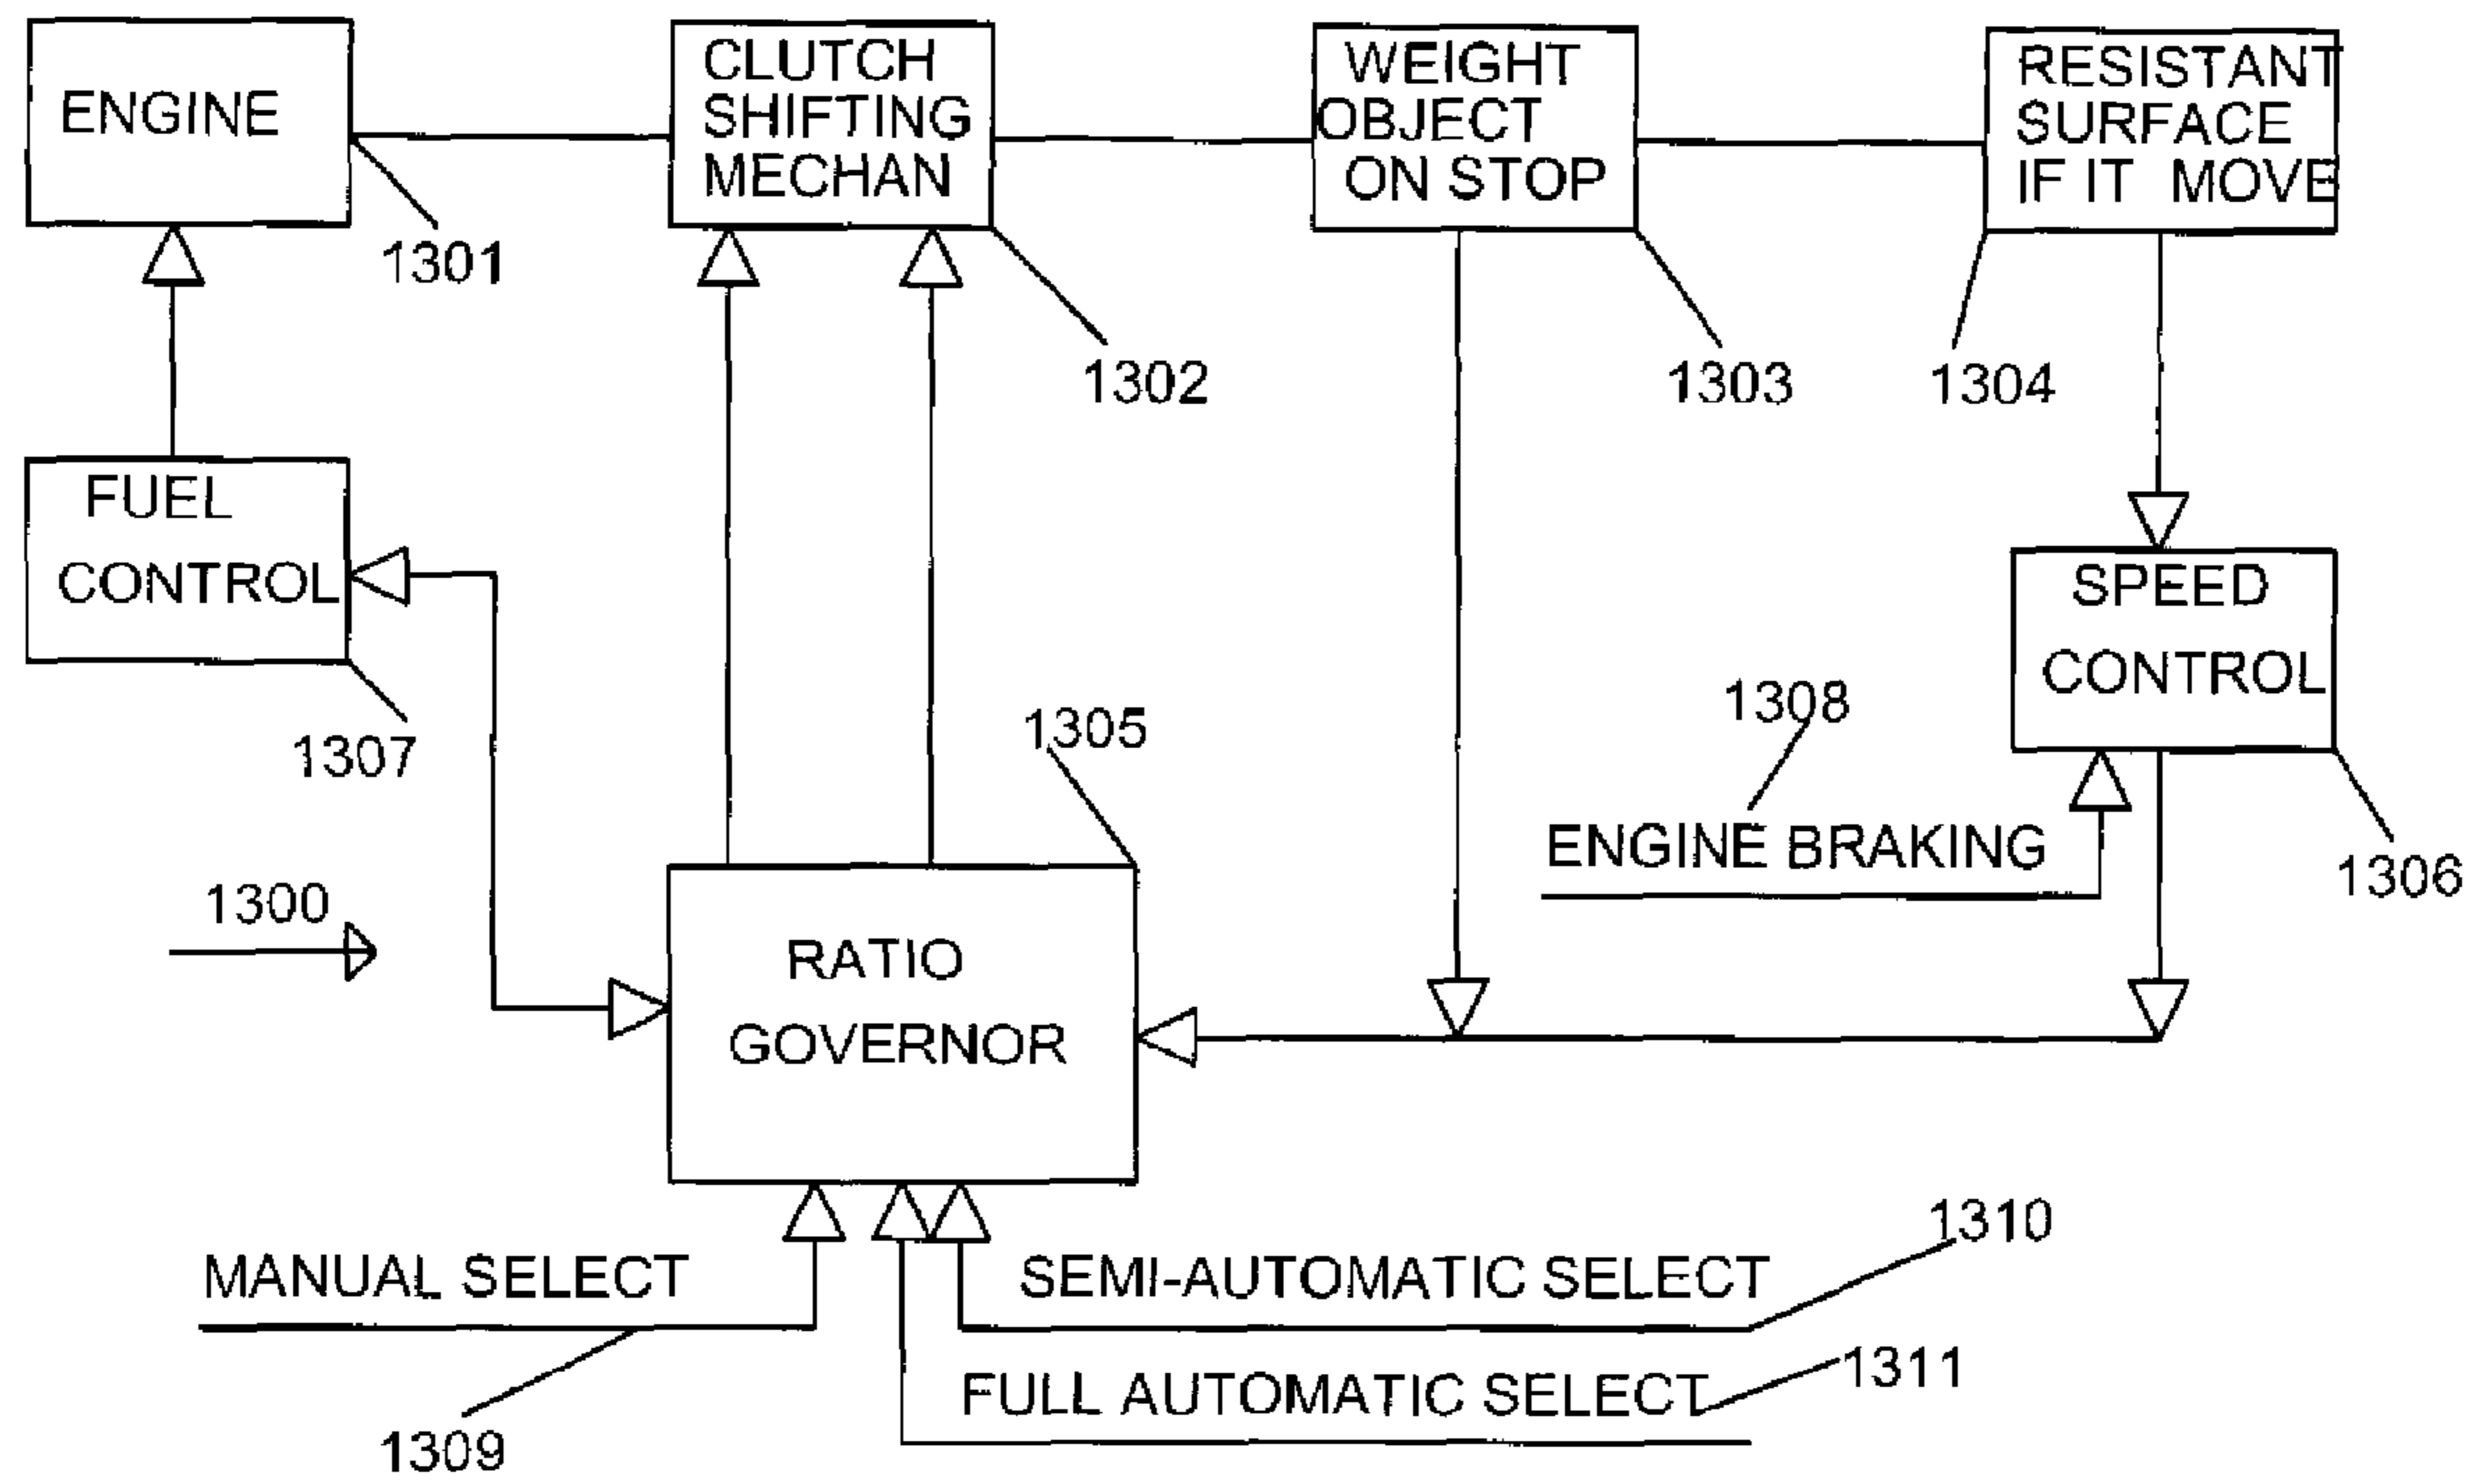 ENGINE
CLUTCH
SHIFTING
MECHAN
WEIGHT
OBJECT
ON STOP
RESISTANT
SURFACE
IF IT MOVE
1301
1302
1303
1304
FUEL
CONTROL
SPEED
CONTROL
1308
1305
1307
ENGINE BRAKING
1306
1300
RATIO
GOVERNOR
1310
MANUAL SELECT
SEMI-AUTOMATIC SELECT
1311
FULL AUTOMATIC SELECT
1309